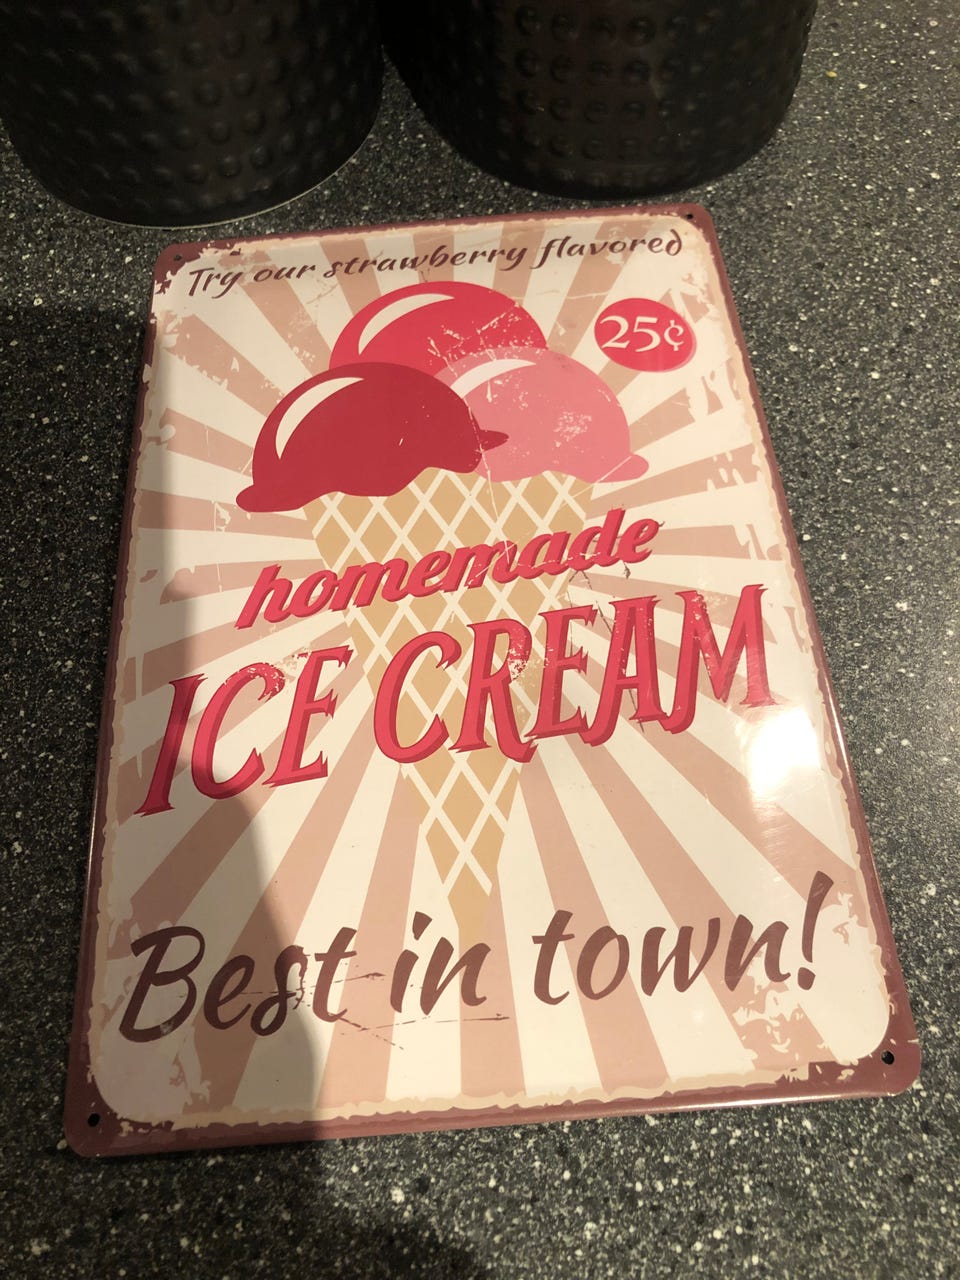 Try our strawberry flavored
25¢
homemade
ICE CREAM
Best in town!